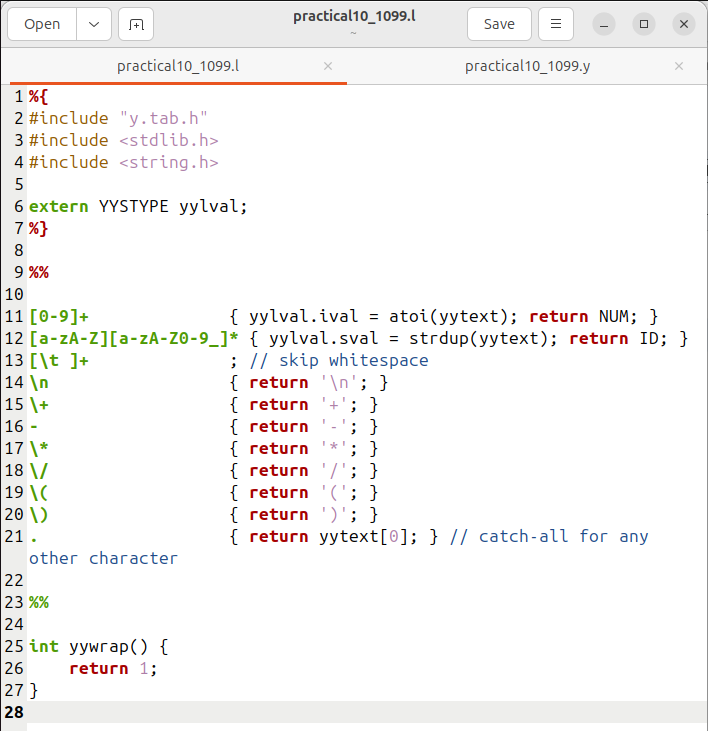 Open
practical10_1099.l
~
Save
practical10_1099.l ×
practical10_1099.y ×
1 %{
2 #include "y.tab.h"
3 #include <stdlib.h>
4 #include <string.h>
5
6 extern YYSTYPE yylval;
7 %}
8
9 %%
10
11 [0-9]+              { yylval.ival = atoi(yytext); return NUM; }
12 [a-zA-Z][a-zA-Z0-9_]* { yylval.sval = strdup(yytext); return ID; }
13 [\t ]+              ; // skip whitespace
14 \n                  { return '\n'; }
15 \+                  { return '+'; }
16 -                   { return '-'; }
17 \*                  { return '*'; }
18 \/                  { return '/'; }
19 \(                  { return '('; }
20 \)                  { return ')'; }
21 .                   { return yytext[0]; } // catch-all for any
other character
22
23 %%
24
25 int yywrap() {
26     return 1;
27 }
28